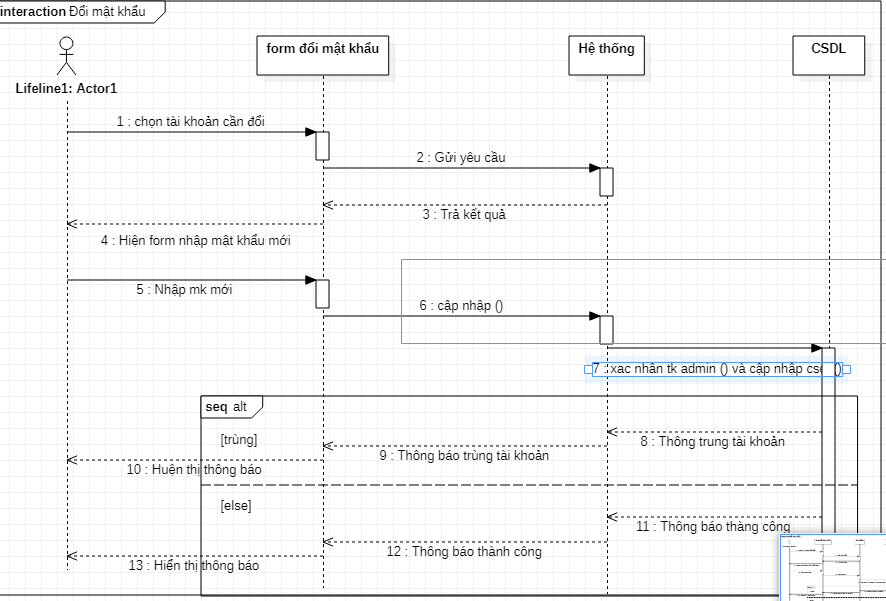 interaction Đổi mật khẩu
form đổi mật khẩu
Hệ thống
CSDL
Lifeline1: Actor1
1 : chọn tài khoản cần đổi
2 : Gửi yêu cầu
3 : Trả kết quả
4 : Hiện form nhập mật khẩu mới
5 : Nhập mk mới
6 : cập nhập ()
7 : xac nhân tk admin () và cập nhập csdl ()
seq alt
[trùng]
8 : Thông trung tài khoản
9 : Thông báo trùng tài khoản
10 : Huện thị thông báo
[else]
11 : Thông báo thàng công
12 : Thông báo thành công
13 : Hiển thị thông báo